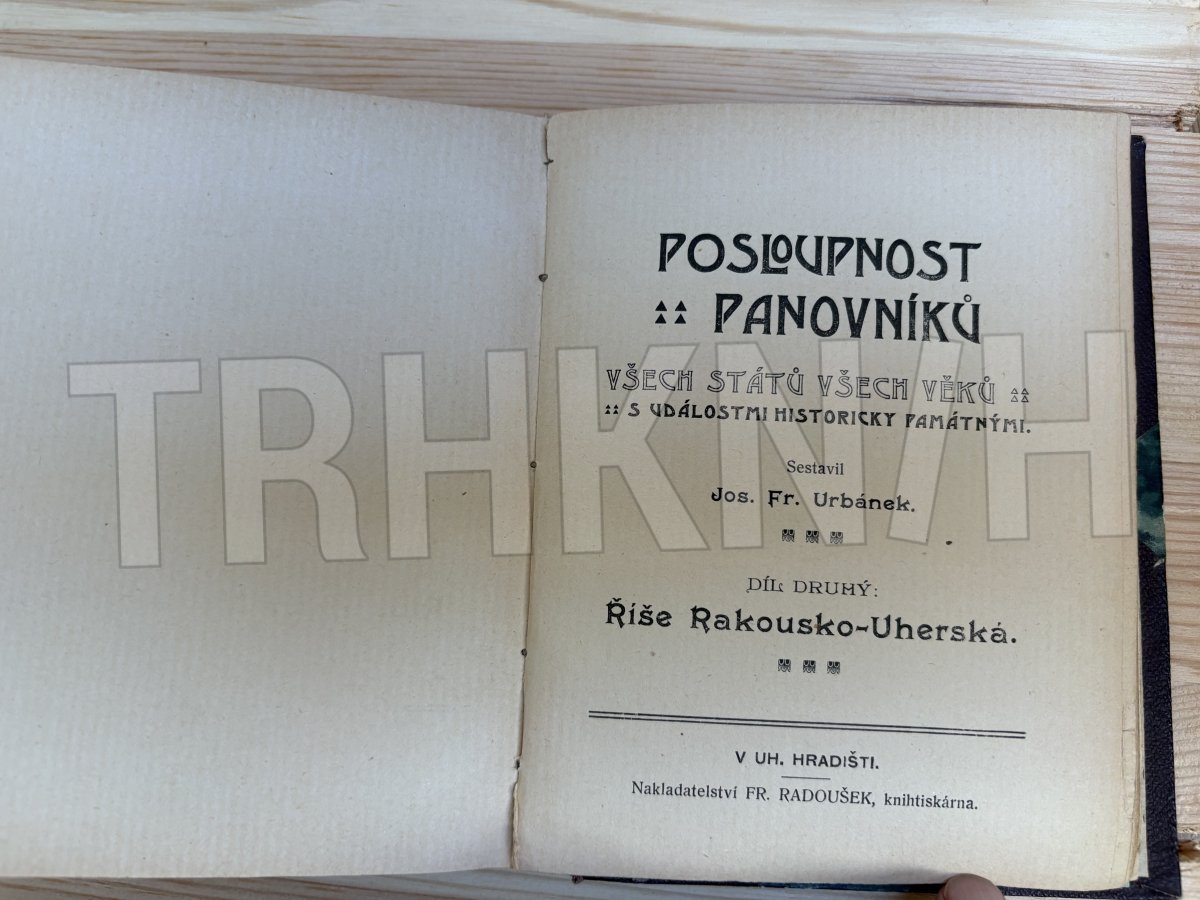 POSLOUPNOST
PANOVNÍKŮ
VŠECH STÁTŮ VŠECH VĚKŮ
S UDÁLOSTMI HISTORICKY PAMÁTNÝMI.
Sestavil
Jos. Fr. Urbánek.
DÍL DRUHÝ:
Říše Rakousko-Uherská.
V UH. HRADIŠTI.
Nakladatelství FR. RADOUŠEK, knihtiskárna.
TRHKNIH